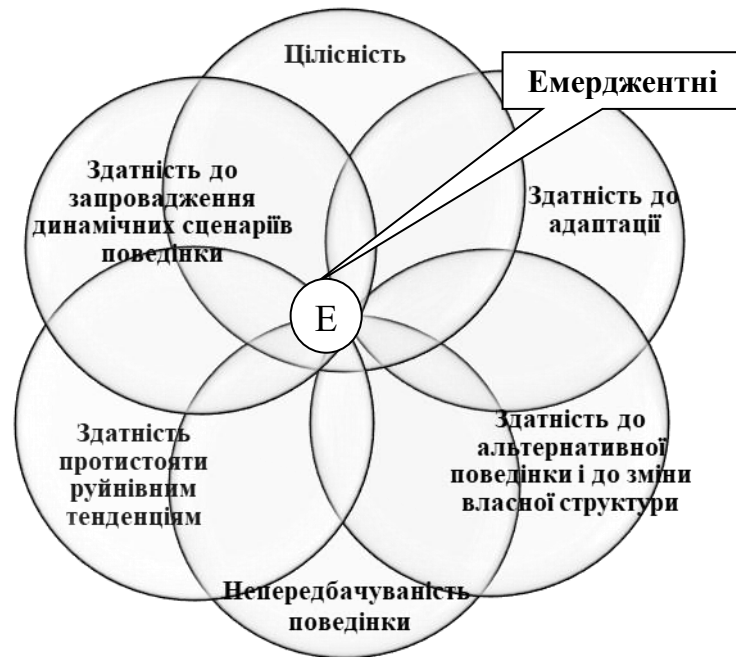 Цілісність
Емерджентні
Здатність до
запровадження
динамічних сценаріїв
поведінки
Здатність до
адаптації
Е
Здатність
протистояти
руйнівним
тенденціям
Здатність до
альтернативної
поведінки і до зміни
власної структури
Непередбачуваність
поведінки